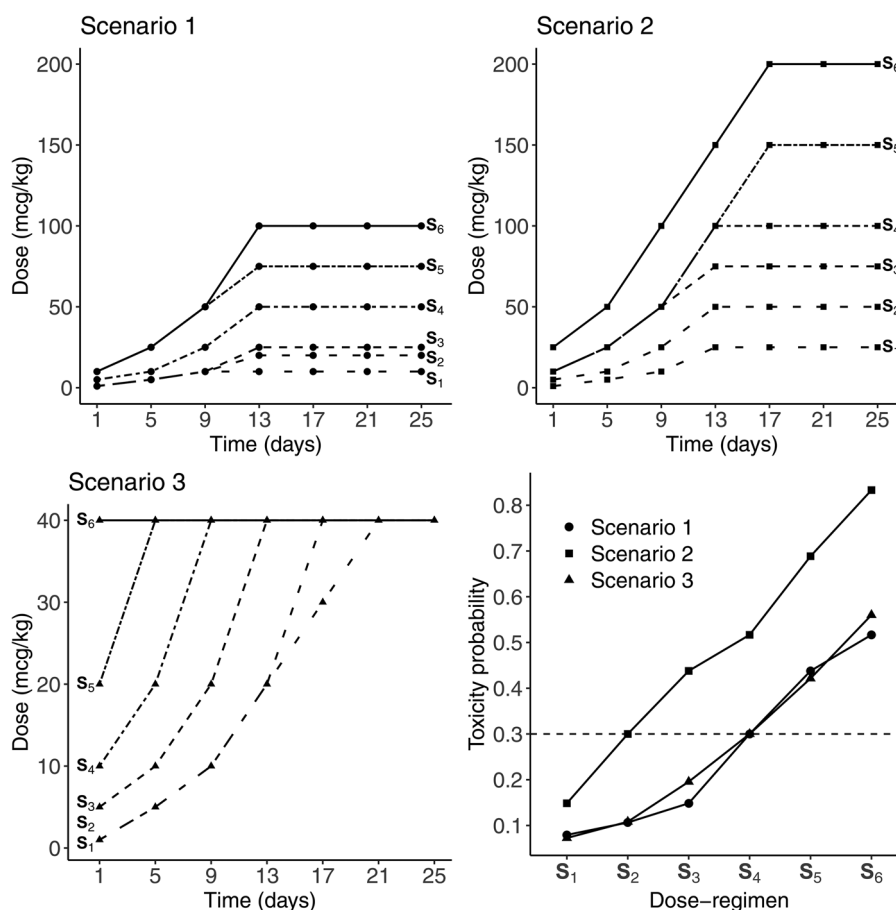 Scenario 1
Dose (mcg/kg)
200
150
100
50
0
S₆
S₅
S₄
S₃
S₂
S₁
1 5 9 13 17 21 25
Time (days)
Scenario 2
Dose (mcg/kg)
200
150
100
50
0
S
S
S
S
S
S
1 5 9 13 17 21 25
Time (days)
Scenario 3
Dose (mcg/kg)
40
30
20
10
0
S₆
S₅
S₄
S₃
S₂
S₁
1 5 9 13 17 21 25
Time (days)
Toxicity probability
0.8
0.7
0.6
0.5
0.4
0.3
0.2
0.1
Scenario 1
Scenario 2
Scenario 3
S₁ S₂ S₃ S₄ S₅ S₆
Dose−regimen